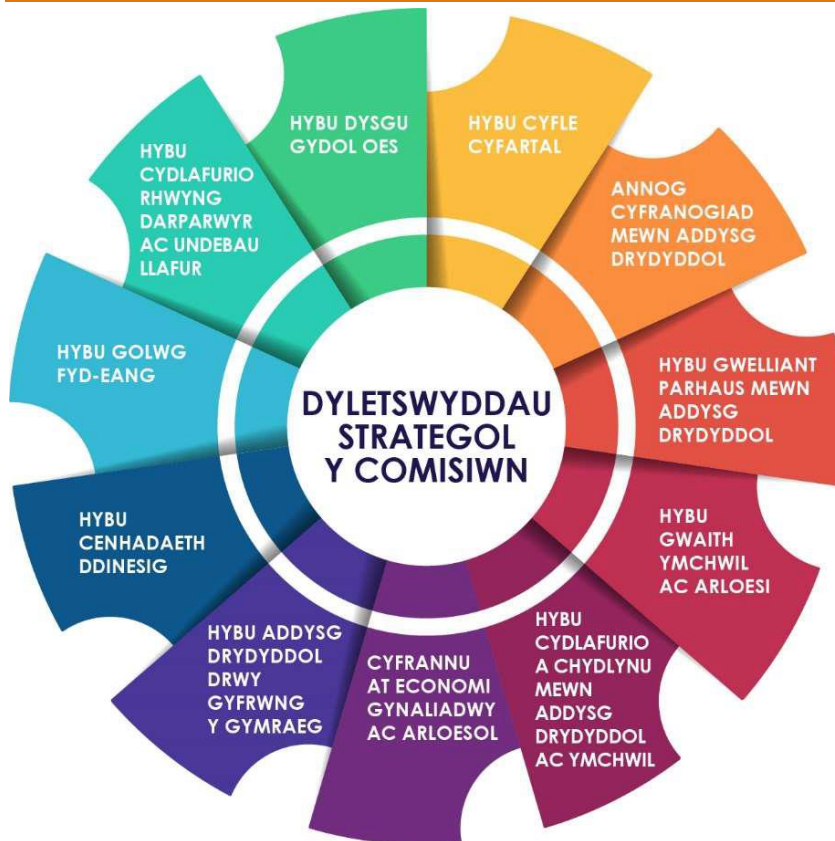 DYLETSWYDDAU
STRATEGOL
Y COMISIWN
HYBU DYSGU
GYDOL OES
HYBU CYFLE
CYFARTAL
ANNOG
CYFRANOGIAD
MEWN ADDYSG
DRYDYDDOL
HYBU GWELLIANT
PARHAUS MEWN
ADDYSG
DRYDYDDOL
HYBU
GWAITH
YMCHWIL
AC ARLOESI
HYBU
CYDLAFURIO
A CHYDLYNU
MEWN
ADDYSG
DRYDYDDOL
AC YMCHWIL
CYFRANNU
AT ECONOMI
GYNALIADWY
AC ARLOESOL
HYBU ADDYSG
DRYDYDDOL
DRWY
GYFRWNG
Y GYMRAEG
HYBU
CENHADAETH
DDINESIG
HYBU GOLWG
FYD-EANG
HYBU
CYDLAFURIO
RHWYNG
DARPARWYR
AC UNDEBAU
LLAFUR